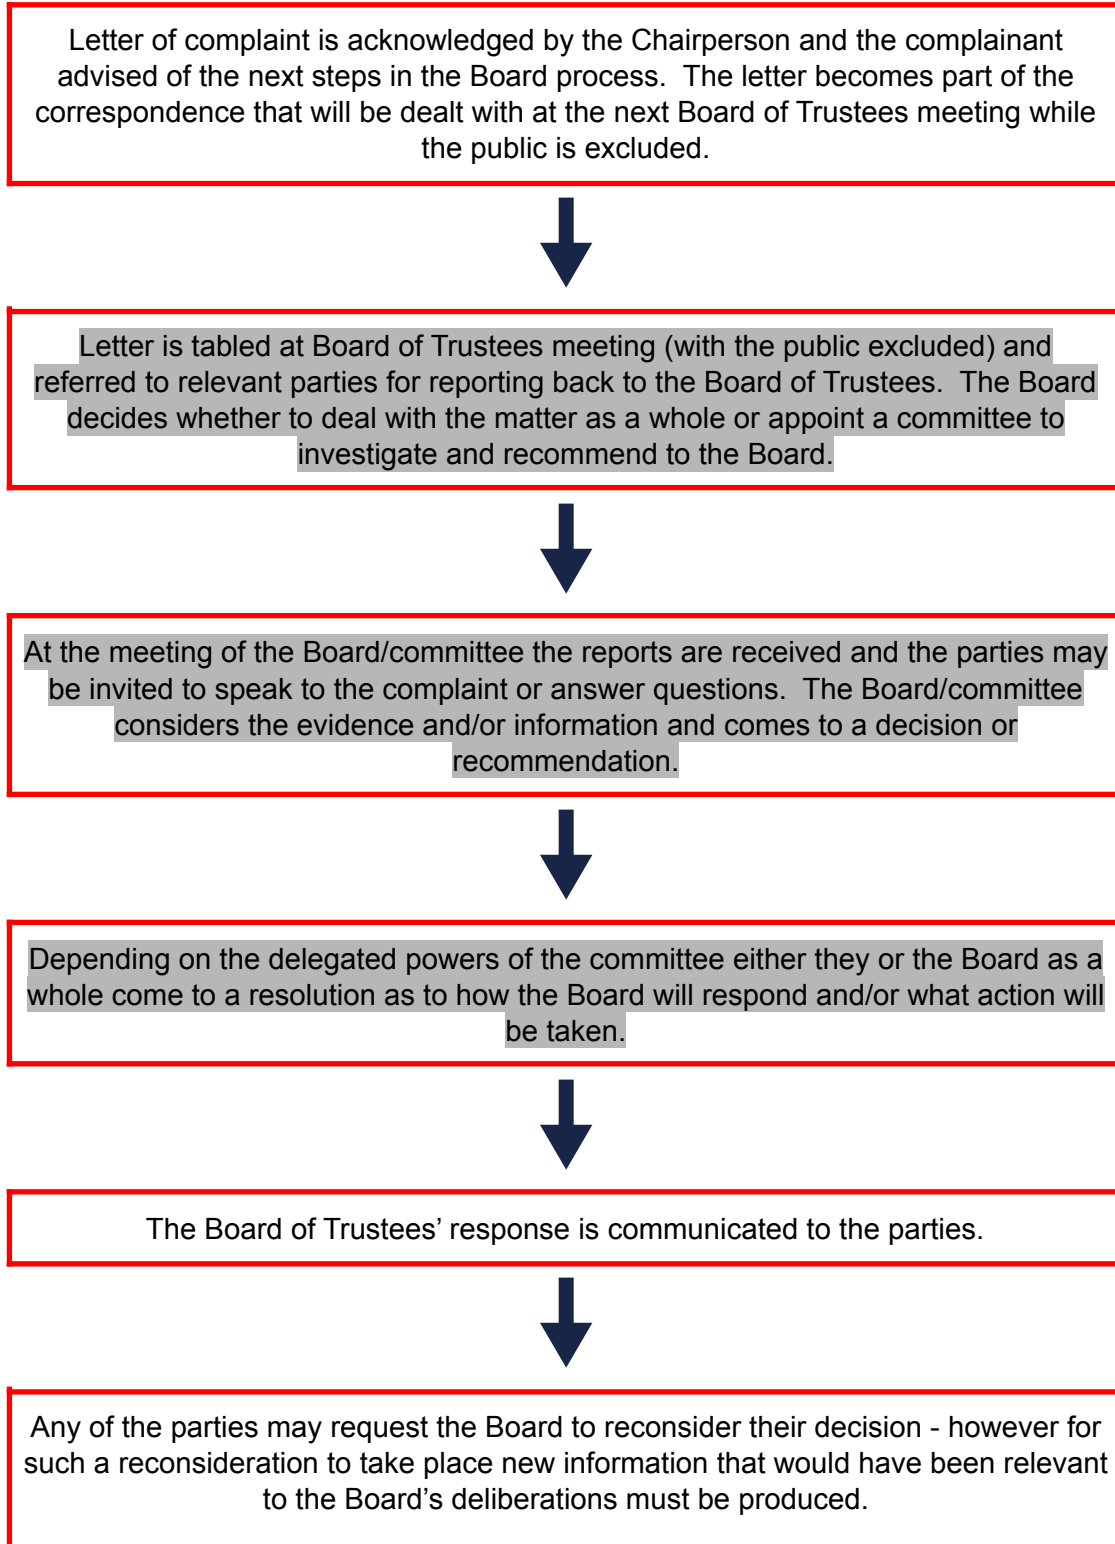 Letter of complaint is acknowledged by the Chairperson and the complainant
advised of the next steps in the Board process.  The letter becomes part of the
correspondence that will be dealt with at the next Board of Trustees meeting while
the public is excluded.
Letter is tabled at Board of Trustees meeting (with the public excluded) and
referred to relevant parties for reporting back to the Board of Trustees.  The Board
decides whether to deal with the matter as a whole or appoint a committee to
investigate and recommend to the Board.
At the meeting of the Board/committee the reports are received and the parties may
be invited to speak to the complaint or answer questions.  The Board/committee
considers the evidence and/or information and comes to a decision or
recommendation.
Depending on the delegated powers of the committee either they or the Board as a
whole come to a resolution as to how the Board will respond and/or what action will
be taken.
The Board of Trustees’ response is communicated to the parties.
Any of the parties may request the Board to reconsider their decision - however for
such a reconsideration to take place new information that would have been relevant
to the Board’s deliberations must be produced.